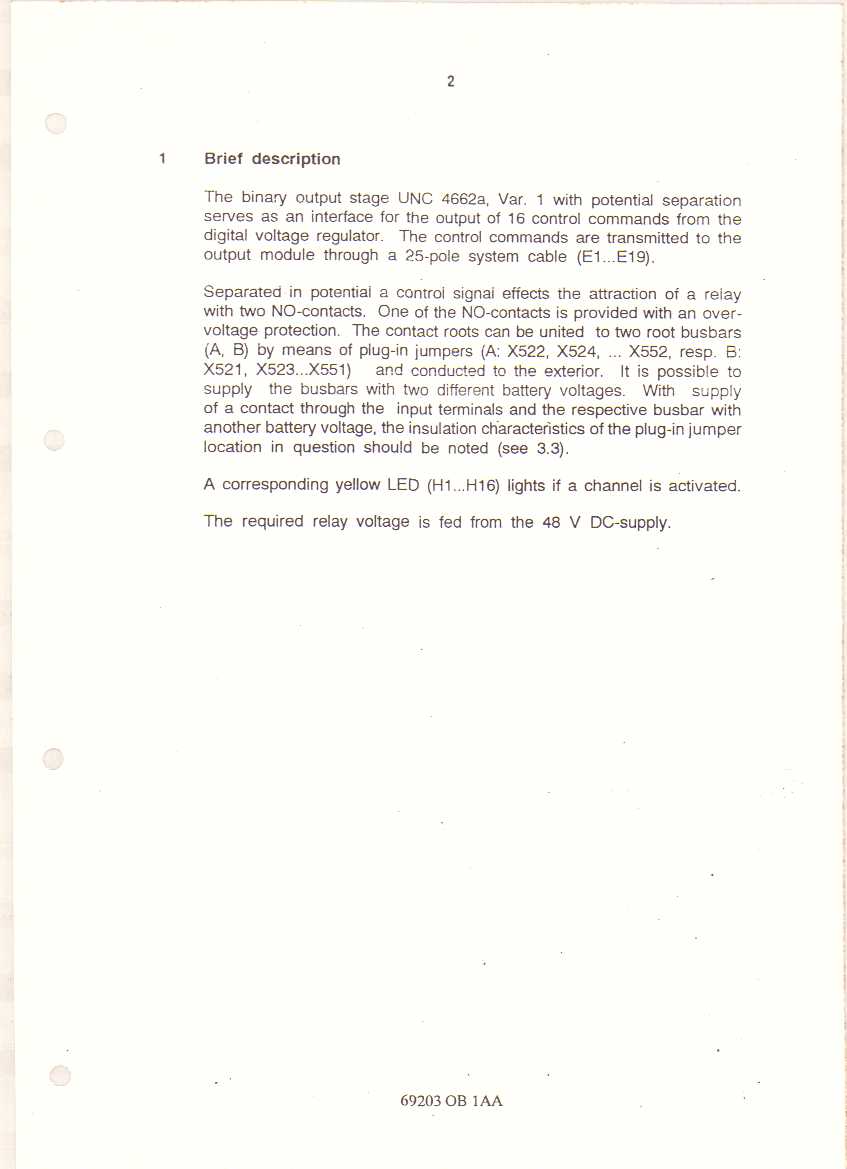 2
1 Brief description
The binary output stage UNC 4662a, Var. 1 with potential separation
serves as an interface for the output of 16 control commands from the
digital voltage regulator. The control commands are transmitted to the
output module through a 25-pole system cable (E1...E19).
Separated in potential a control signal effects the attraction of a relay
with two NO-contacts. One of the NO-contacts is provided with an over-
voltage protection. The contact roots can be united to two root busbars
(A, B) by means of plug-in jumpers (A: X522, X524, ... X552, resp. B:
X521, X523...X551) and conducted to the exterior. It is possible to
supply the busbars with two different battery voltages. With supply
of a contact through the input terminals and the respective busbar with
another battery voltage, the insulation characteristics of the plug-in jumper
location in question should be noted (see 3.3).
A corresponding yellow LED (H1...H16) lights if a channel is activated.
The required relay voltage is fed from the 48 V DC-supply.
69203 OB 1AA